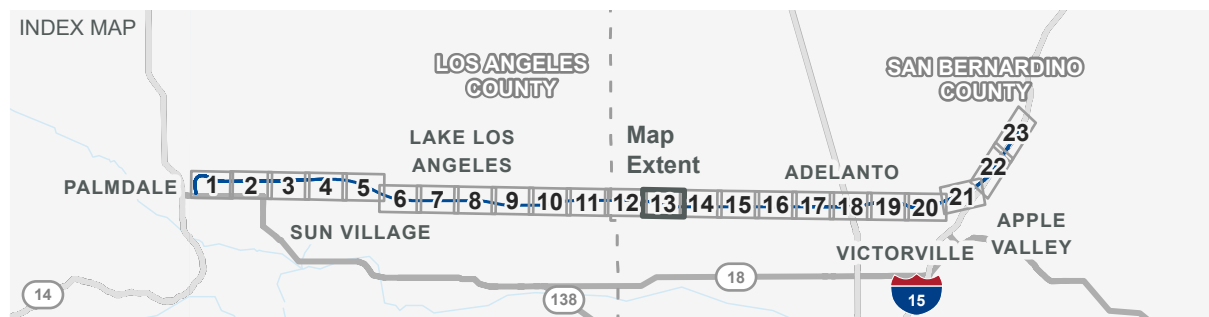 INDEX MAP
LOS ANGELES
COUNTY
SAN BERNARDINO
COUNTY
LAKE LOS
ANGELES
Map
Extent
ADELANTO
PALMDALE
1 2 3 4 5 6 7 8 9 10 11 12 13 14 15 16 17 18 19 20 21 22 23
SUN VILLAGE
APPLE
VALLEY
VICTORVILLE
14
138
18
15